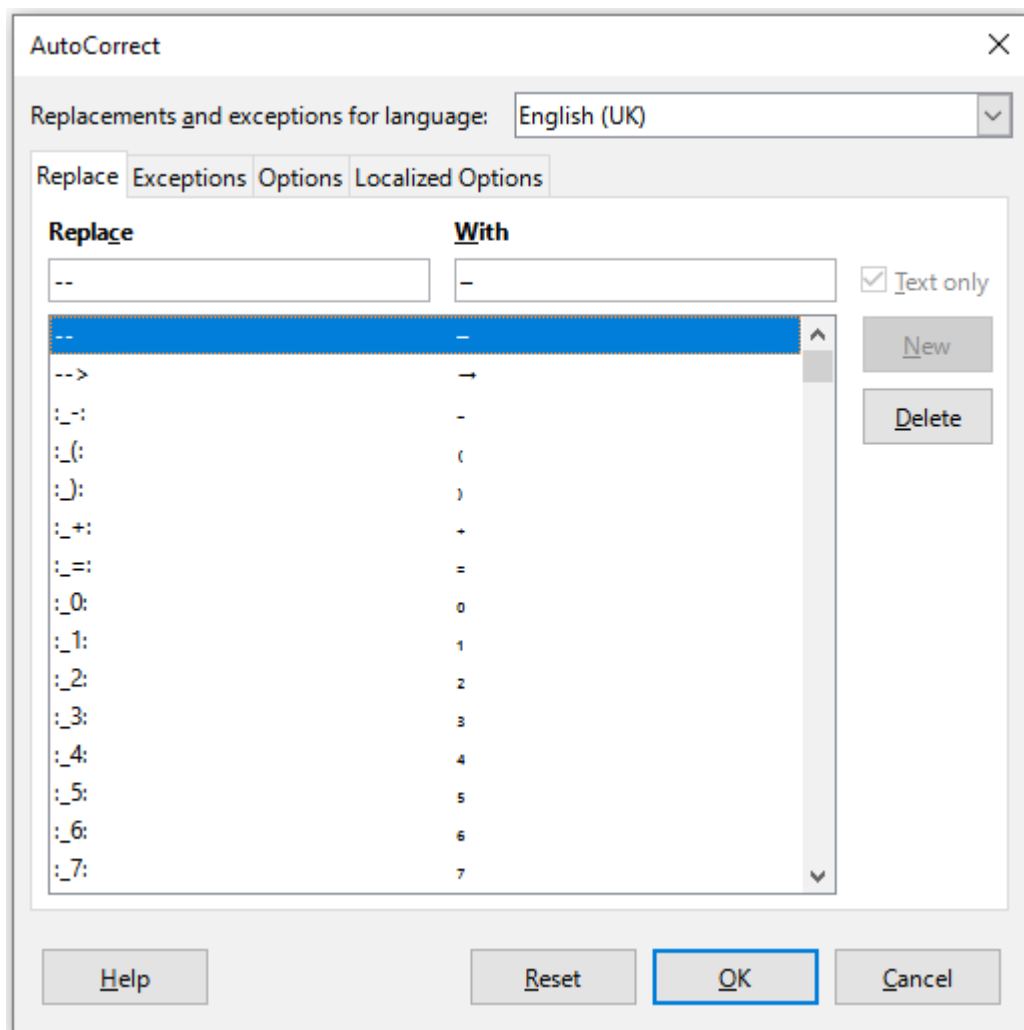 AutoCorrect
Replacements and exceptions for language: English (UK)
Replace Exceptions Options Localized Options
Replace With
-- – Text only
-- –
New
--> →
:_-: ₋
Delete
:_(: ₍
:_): ₎
:_+: ₊
:_=: ₌
:_0: ₀
:_1: ₁
:_2: ₂
:_3: ₃
:_4: ₄
:_5: ₅
:_6: ₆
:_7: ₇
Help Reset OK Cancel